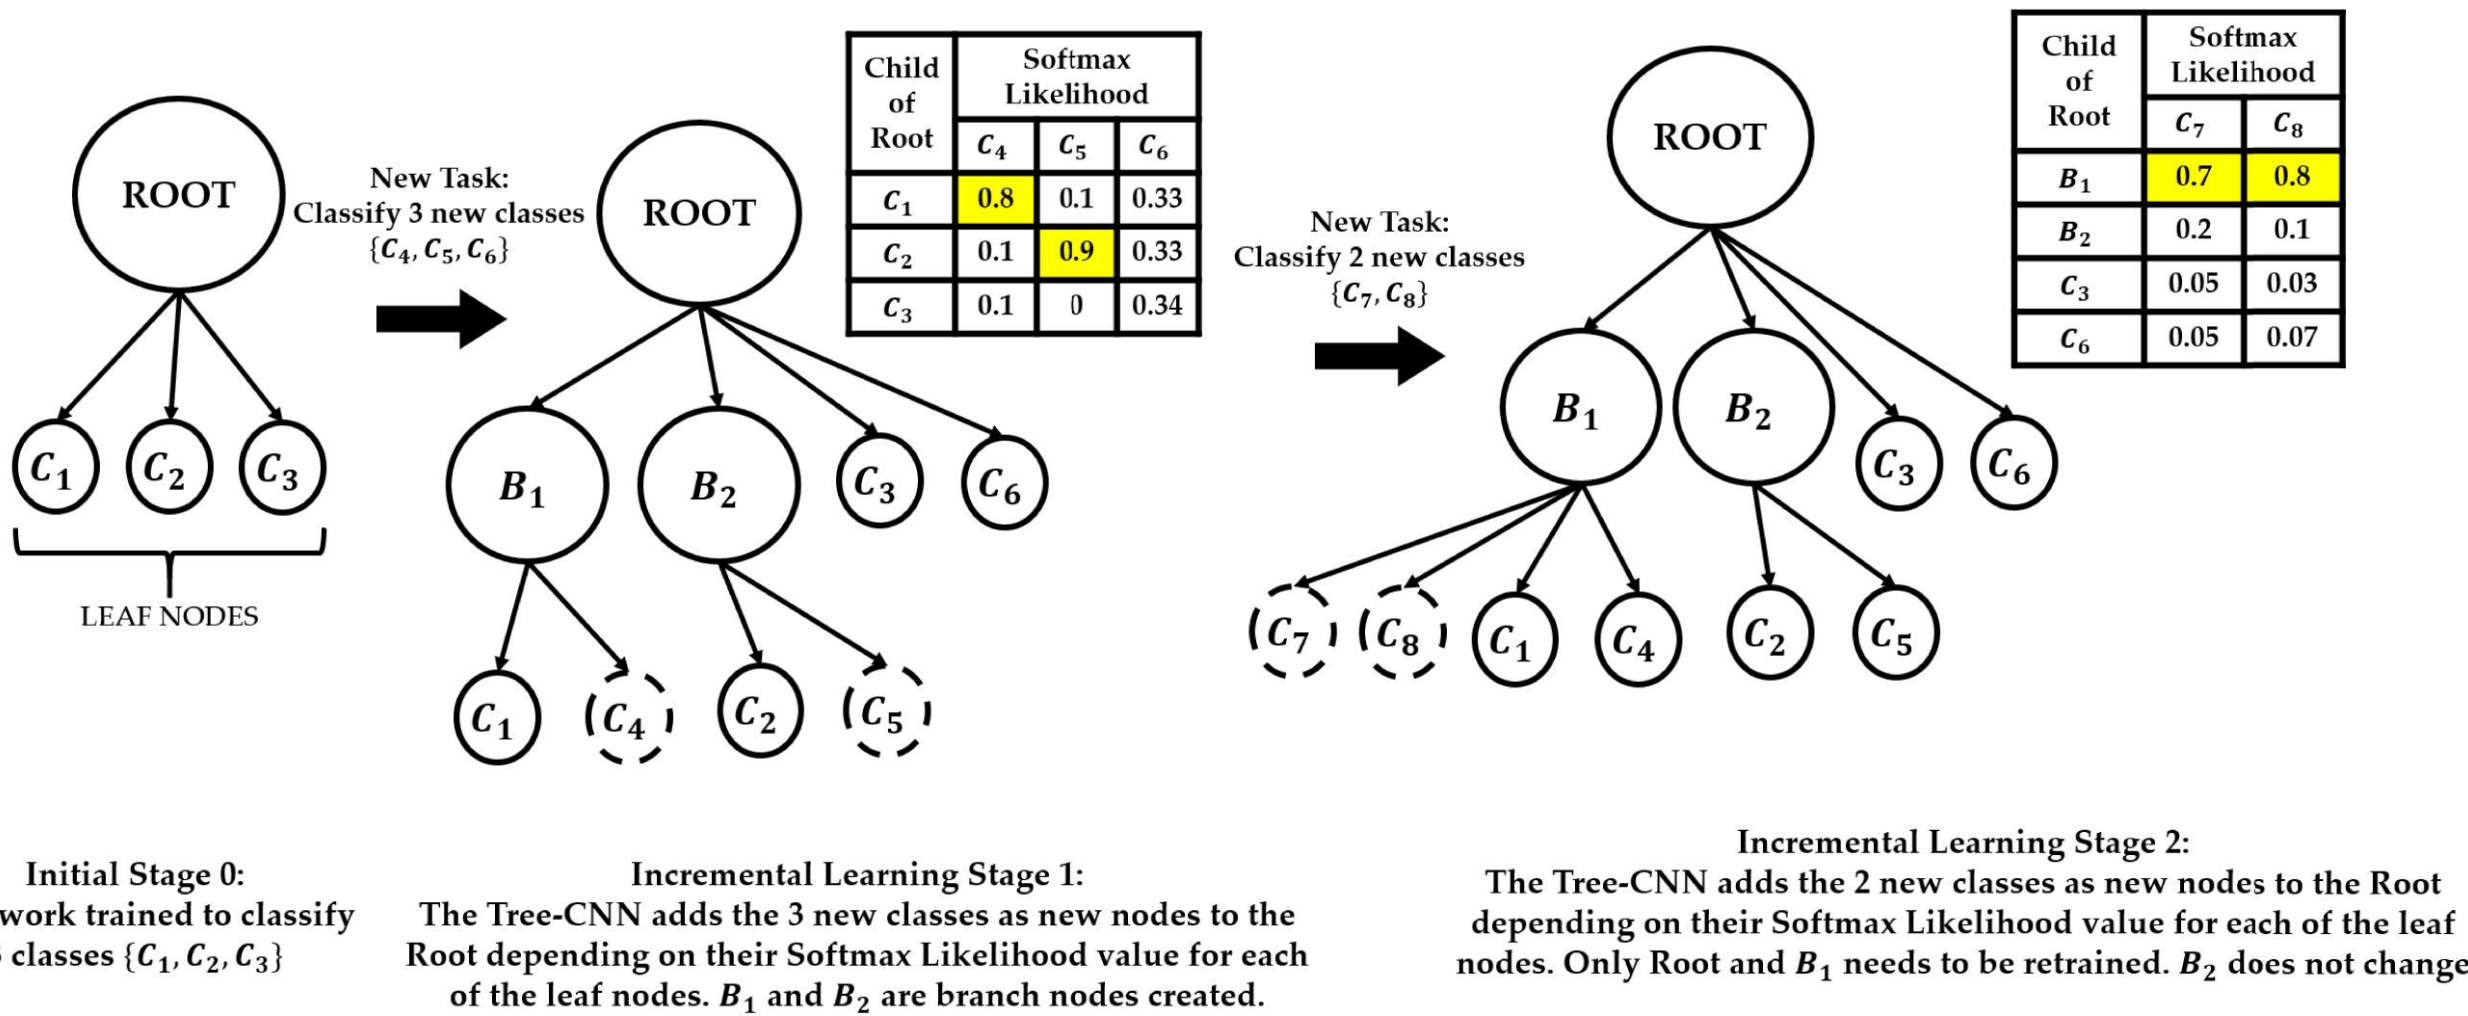 ROOT
C1
C2
C3
LEAF NODES
New Task:
Classify 3 new classes
{C4, C5, C6}
ROOT
B1
B2
C3
C6
C1
C4
C2
C5
Child of Root
Softmax Likelihood
C4 C5 C6
C1 0.8 0.1 0.33
C2 0.1 0.9 0.33
C3 0.1 0 0.34
New Task:
Classify 2 new classes
{C7, C8}
ROOT
B1
B2
C3
C6
C7
C8
C1
C4
C2
C5
Child of Root
Softmax Likelihood
C7 C8
B1 0.7 0.8
B2 0.2 0.1
C3 0.05 0.03
C6 0.05 0.07
Initial Stage 0:
work trained to classify
classes {C1, C2, C3}
Incremental Learning Stage 1:
The Tree-CNN adds the 3 new classes as new nodes to the
Root depending on their Softmax Likelihood value for each
of the leaf nodes. B1 and B2 are branch nodes created.
Incremental Learning Stage 2:
The Tree-CNN adds the 2 new classes as new nodes to the Root
depending on their Softmax Likelihood value for each of the leaf
nodes. Only Root and B1 needs to be retrained. B2 does not change